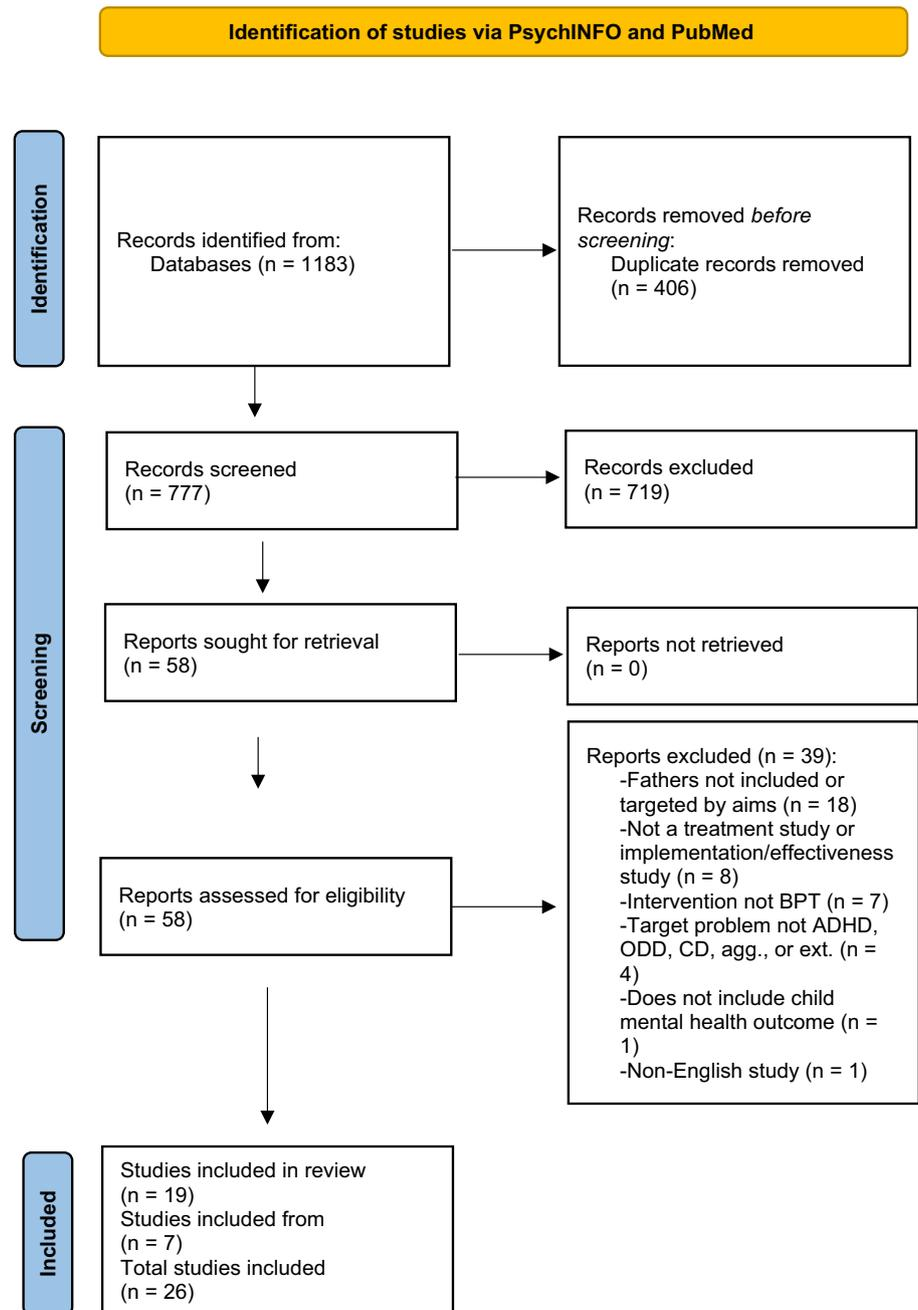 Identification of studies via PsychINFO and PubMed
Identification
Records identified from:
Databases (n = 1183)
Records removed before
screening:
Duplicate records removed
(n = 406)
Screening
Records screened
(n = 777)
Records excluded
(n = 719)
Reports sought for retrieval
(n = 58)
Reports not retrieved
(n = 0)
Reports assessed for eligibility
(n = 58)
Reports excluded (n = 39):
-Fathers not included or
targeted by aims (n = 18)
-Not a treatment study or
implementation/effectiveness
study (n = 8)
-Intervention not BPT (n = 7)
-Target problem not ADHD,
ODD, CD, agg., or ext. (n =
4)
-Does not include child
mental health outcome (n =
1)
-Non-English study (n = 1)
Included
Studies included in review
(n = 19)
Studies included from
(n = 7)
Total studies included
(n = 26)